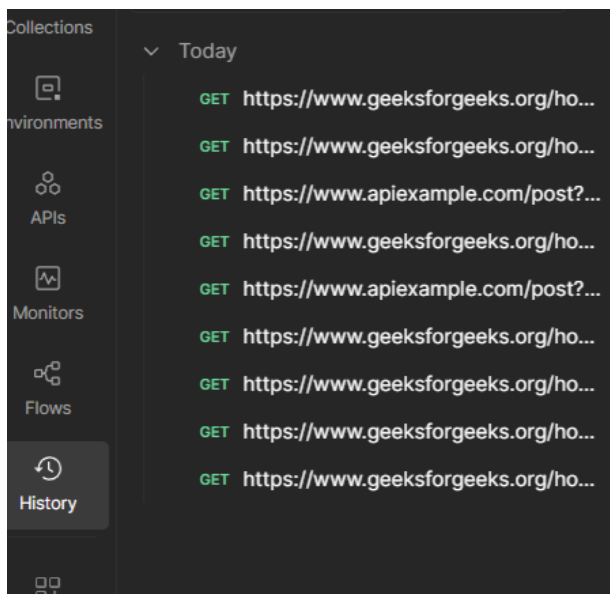 Collections
nvironments
APIs
Monitors
Flows
History
Today
GET https://www.geeksforgeeks.org/ho...
GET https://www.geeksforgeeks.org/ho...
GET https://www.apiexample.com/post?...
GET https://www.geeksforgeeks.org/ho...
GET https://www.apiexample.com/post?...
GET https://www.geeksforgeeks.org/ho...
GET https://www.geeksforgeeks.org/ho...
GET https://www.geeksforgeeks.org/ho...
GET https://www.geeksforgeeks.org/ho...